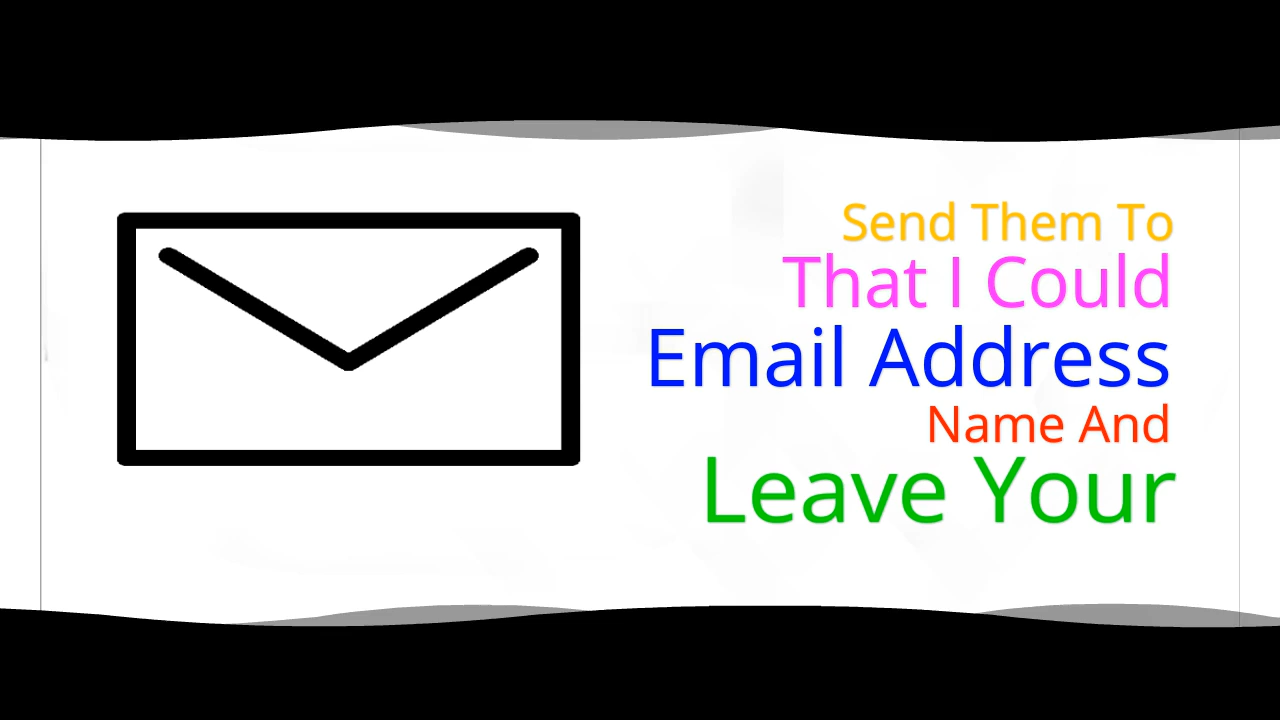 Send Them To
That I Could
Email Address
Name And
Leave Your